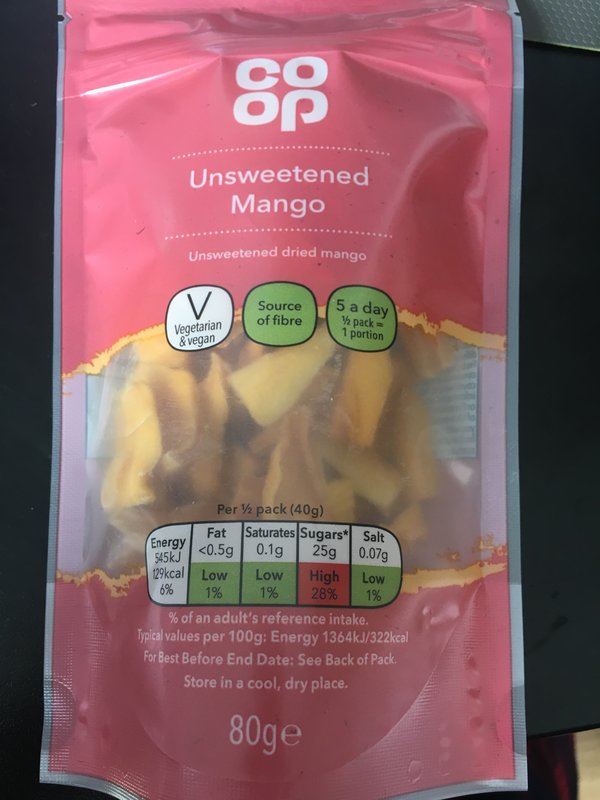 CO
OP
Unsweetened
Mango
Unsweetened dried mango
V
Vegetarian
& vegan
Source
of fibre
5 a day
½ pack =
1 portion
Per ½ pack (40g)
Energy
545kJ
129kcal
6%
Fat
<0.5g
Low
1%
Saturates
0.1g
Low
1%
Sugars*
25g
High
28%
Salt
0.07g
Low
1%
% of an adult's reference intake.
Typical values per 100g: Energy 1364kJ/322kcal
For Best Before End Date: See Back of Pack.
Store in a cool, dry place.
80g℮